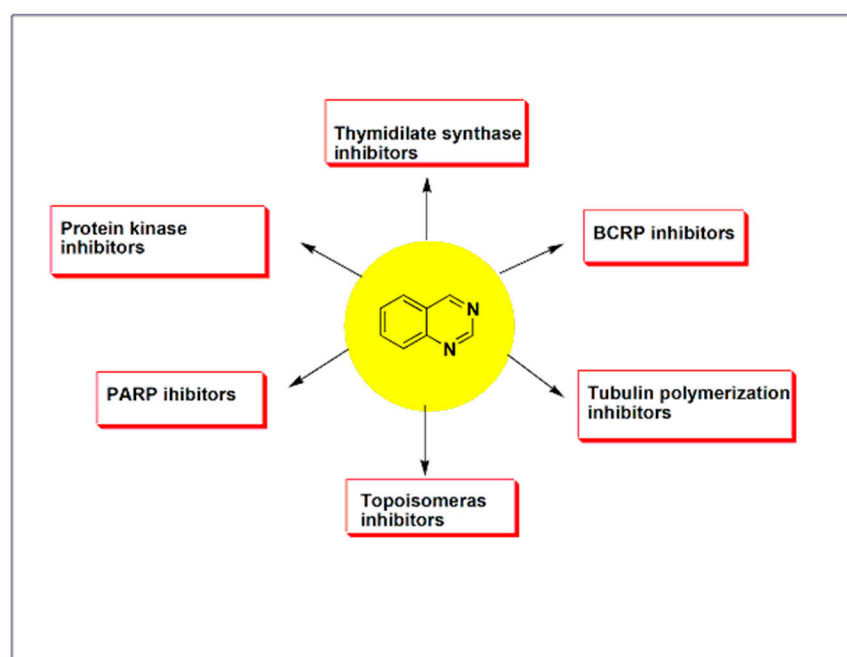 Thymidilate synthase
inhibitors
Protein kinase
inhibitors
BCRP inhibitors
N
N
PARP ihibitors
Tubulin polymerization
inhibitors
Topoisomeras
inhibitors